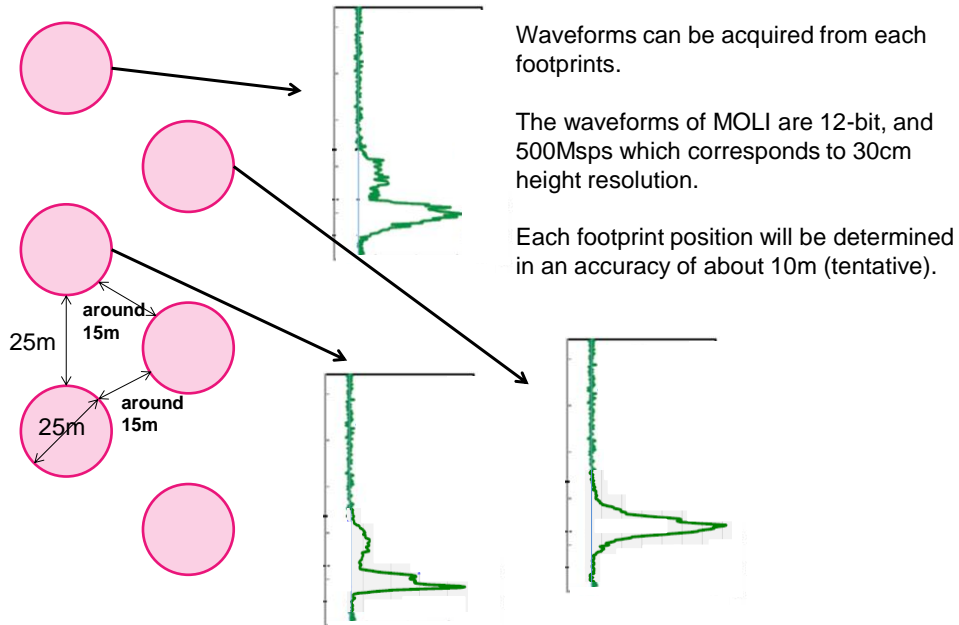 Waveforms can be acquired from each
footprints.
The waveforms of MOLI are 12-bit, and
500Msps which corresponds to 30cm
height resolution.
Each footprint position will be determined
in an accuracy of about 10m (tentative).
around
15m
25m
around
15m
25m